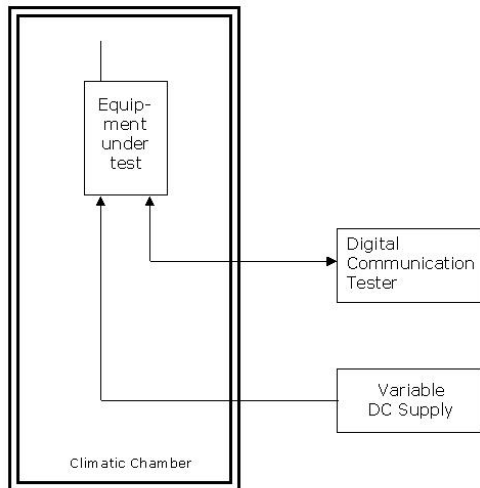 Equip-
ment
under
test
Digital
Communication
Tester
Variable
DC Supply
Climatic Chamber